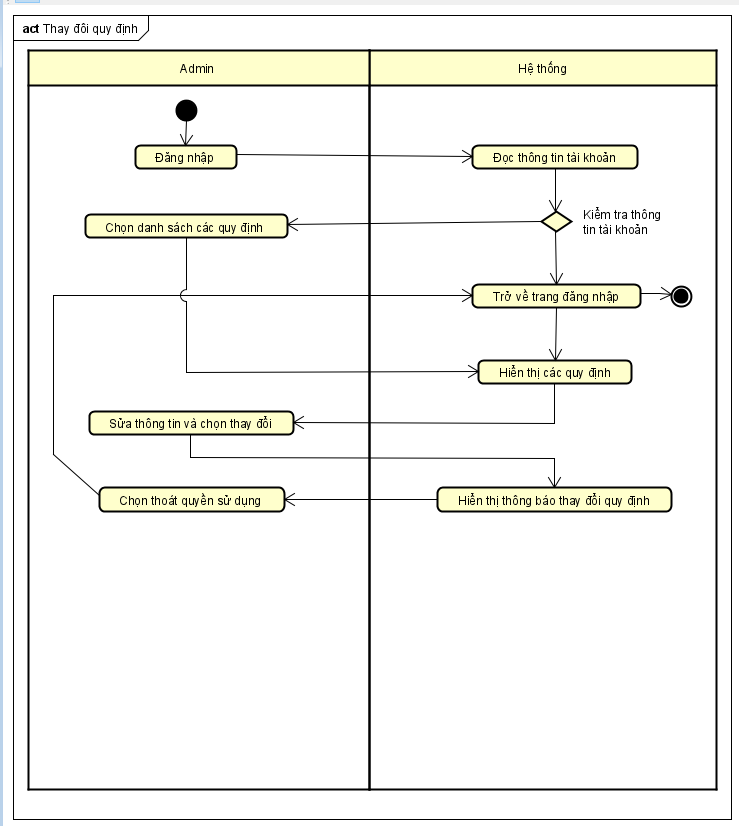 act Thay đổi quy định
Admin
Hệ thống
Đăng nhập
Đọc thông tin tài khoản
Chọn danh sách các quy định
Kiểm tra thông
tin tài khoản
Trở về trang đăng nhập
Hiển thị các quy định
Sửa thông tin và chọn thay đổi
Chọn thoát quyền sử dụng
Hiển thị thông báo thay đổi quy định